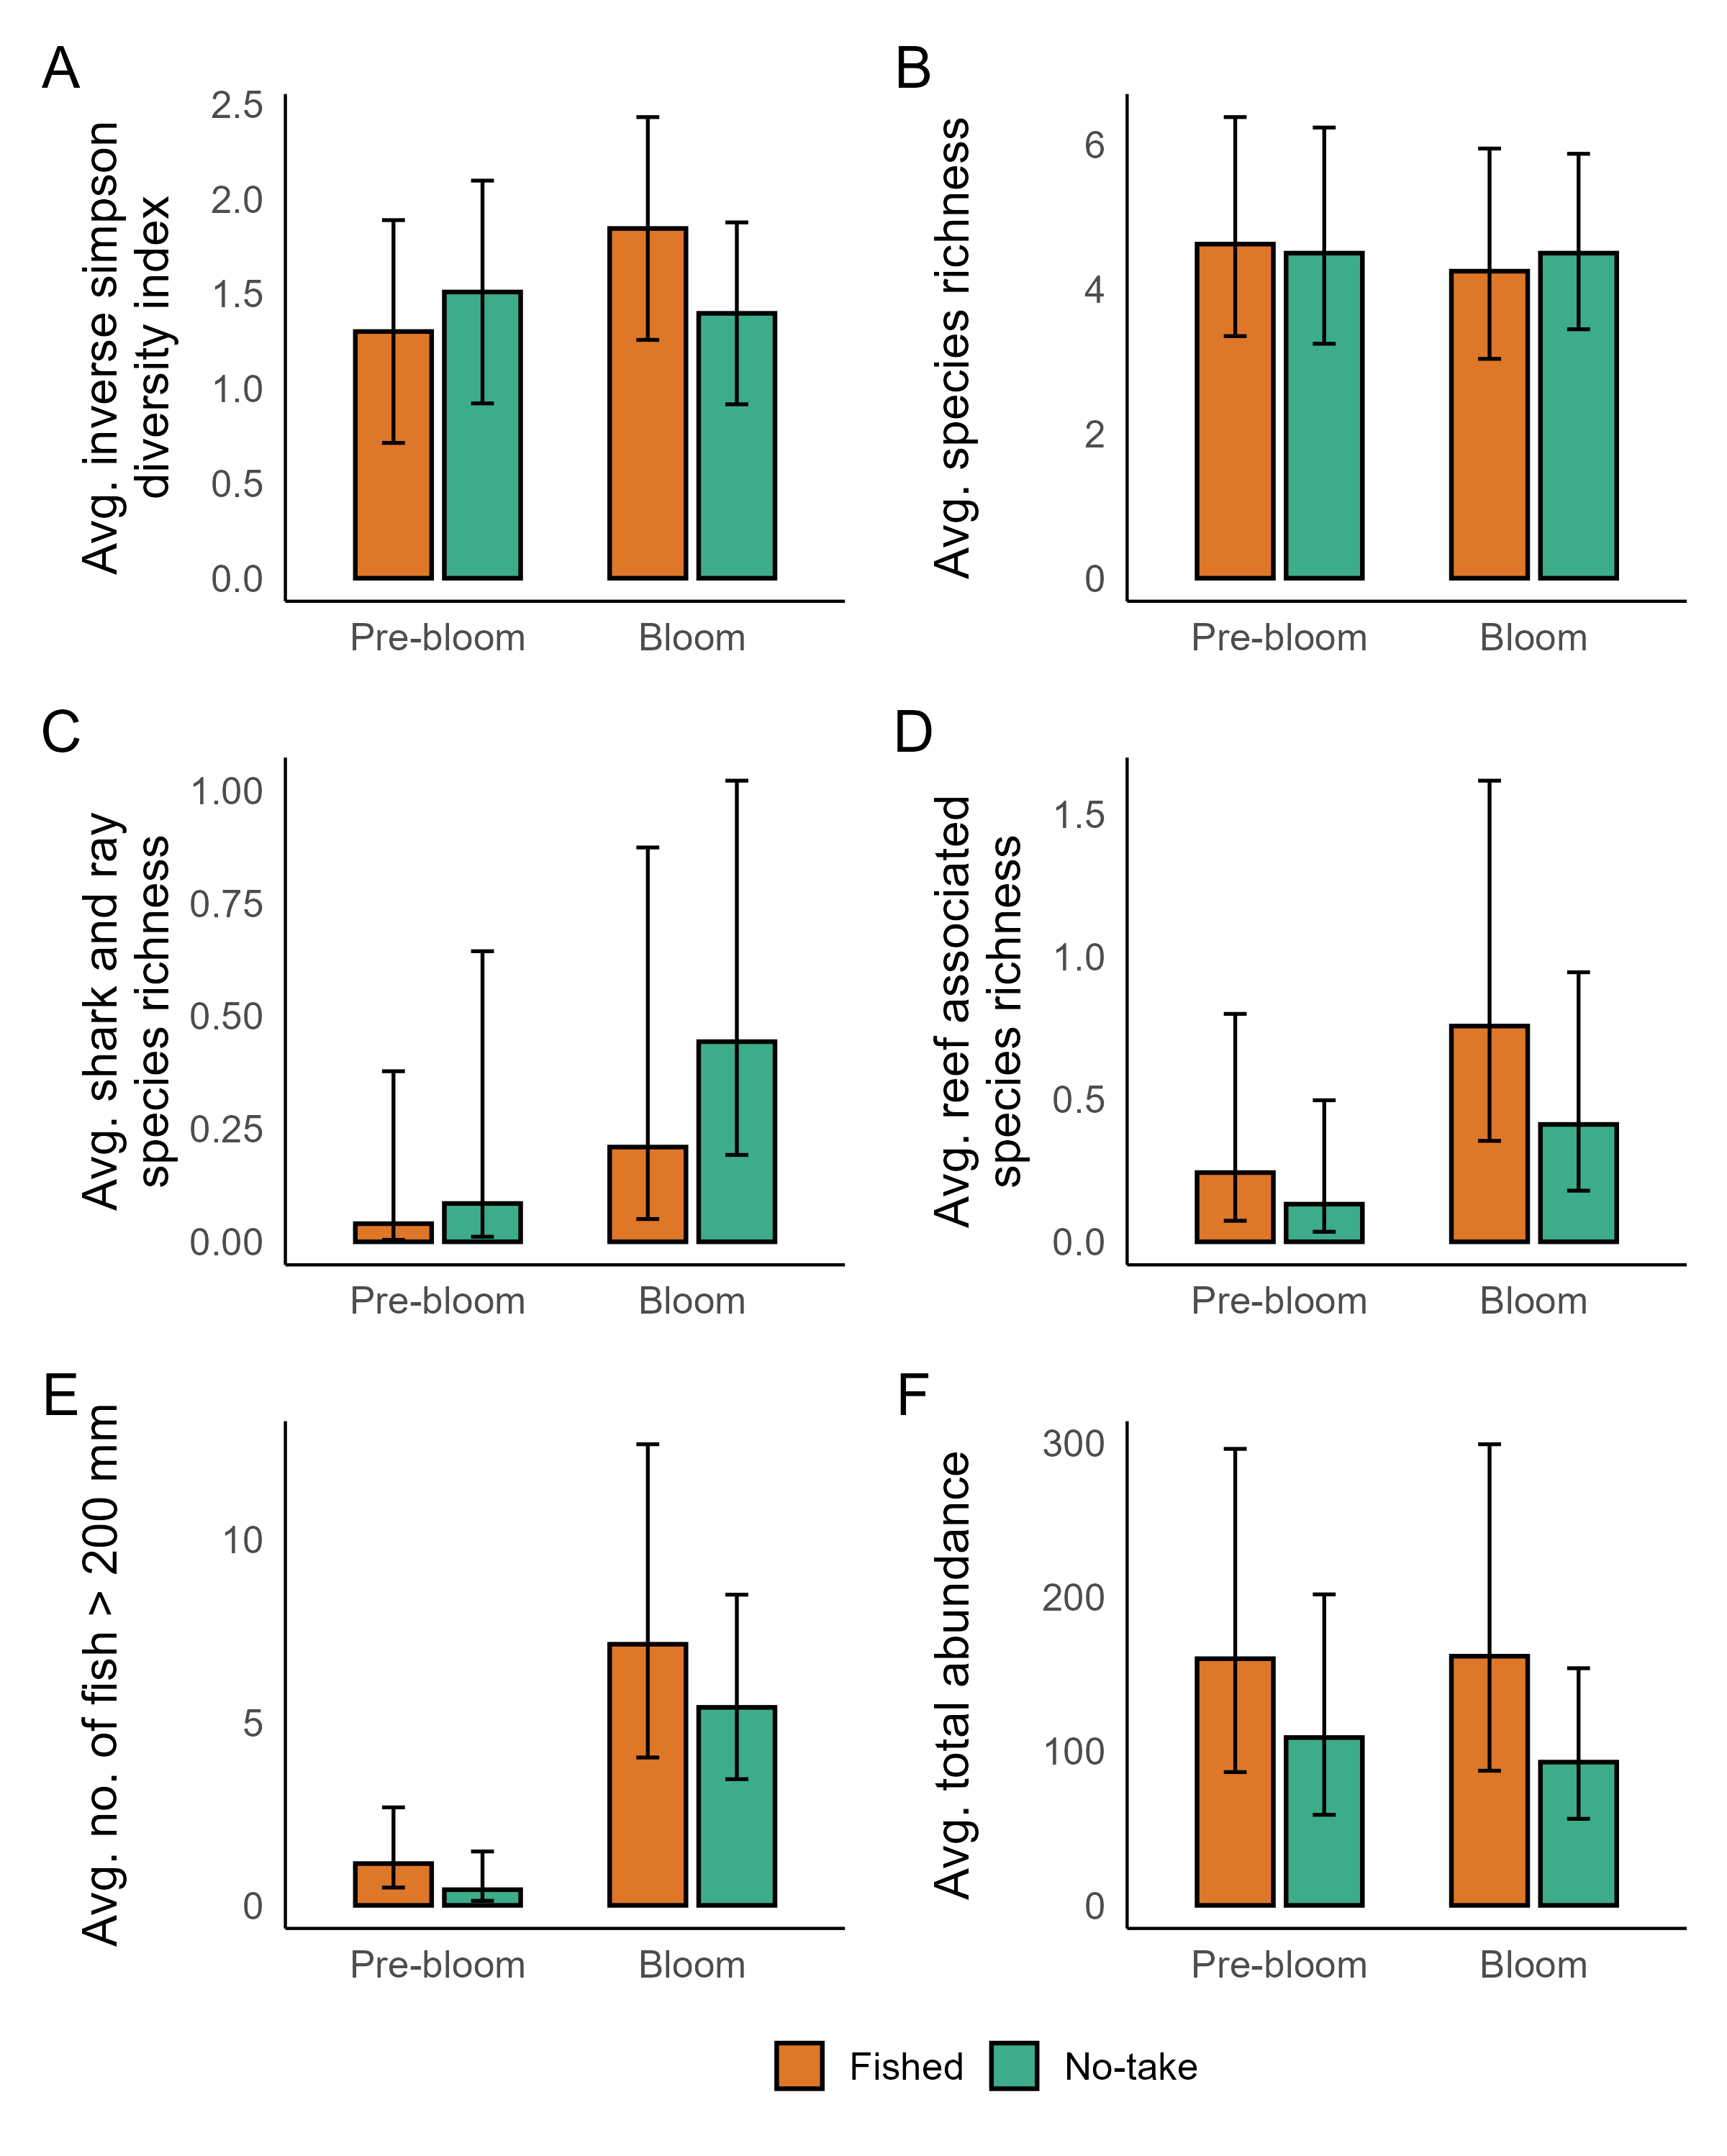 A
Avg. inverse simpson
diversity index
2.5
2.0
1.5
1.0
0.5
0.0
Pre-bloom Bloom
B
Avg. species richness
6
4
2
0
Pre-bloom Bloom
C
Avg. shark and ray
species richness
1.00
0.75
0.50
0.25
0.00
Pre-bloom Bloom
D
Avg. reef associated
species richness
1.5
1.0
0.5
0.0
Pre-bloom Bloom
E
Avg. no. of fish > 200 mm
10
5
0
Pre-bloom Bloom
F
Avg. total abundance
300
200
100
0
Pre-bloom Bloom
Fished No-take